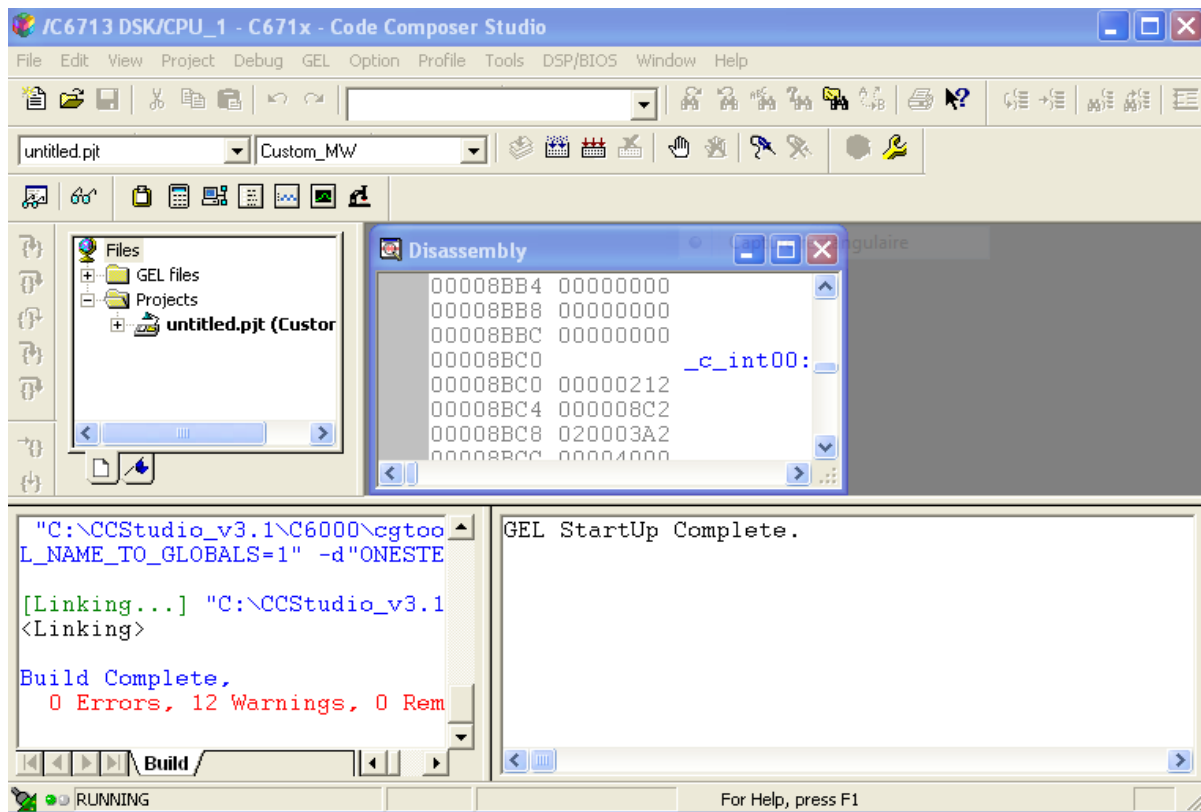 /C6713 DSK/CPU_1 - C671x - Code Composer Studio
File Edit View Project Debug GEL Option Profile Tools DSP/BIOS Window Help
untitled.pjt Custom_MW
Files
GEL files
Projects
untitled.pjt (Custor
Disassembly
00008BB4 00000000
00008BB8 00000000
00008BBC 00000000
00008BC0 _c_int00:
00008BC0 00000212
00008BC4 000008C2
00008BC8 020003A2
00008BCC 00004000
"C:\CCStudio_v3.1\C6000\cgtoo
L_NAME_TO_GLOBALS=1" -d"ONESTE
[Linking...] "C:\CCStudio_v3.1
<Linking>
Build Complete,
0 Errors, 12 Warnings, 0 Rem
Build
GEL StartUp Complete.
RUNNING
For Help, press F1